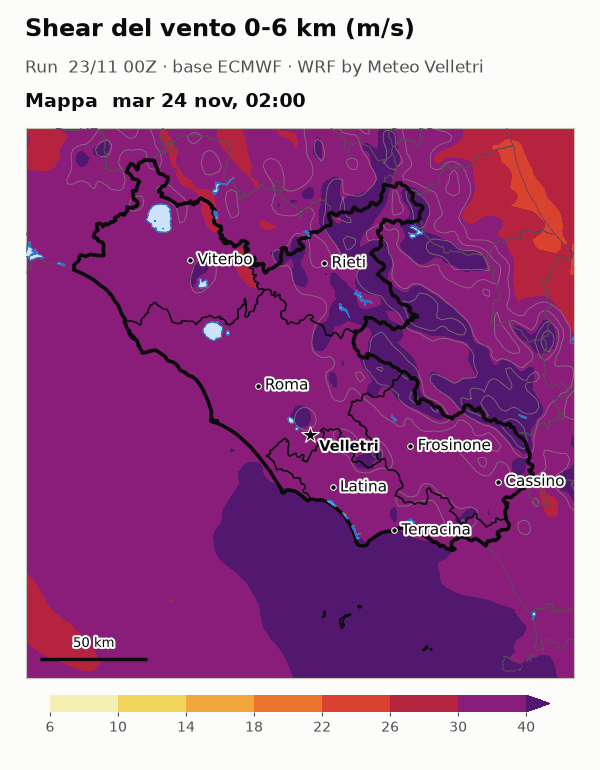 Shear del vento 0-6 km (m/s)
Run  23/11 00Z · base ECMWF · WRF by Meteo Velletri
Mappa  mar 24 nov, 02:00
Viterbo
Rieti
Roma
Velletri
Frosinone
Latina
Cassino
Terracina
50 km
6 10 14 18 22 26 30 40